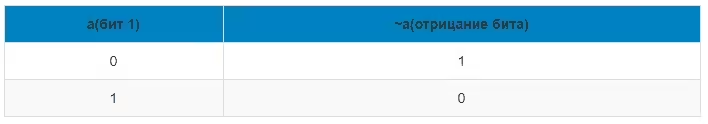 a(бит 1) ~a(отрицание бита)
0 1
1 0